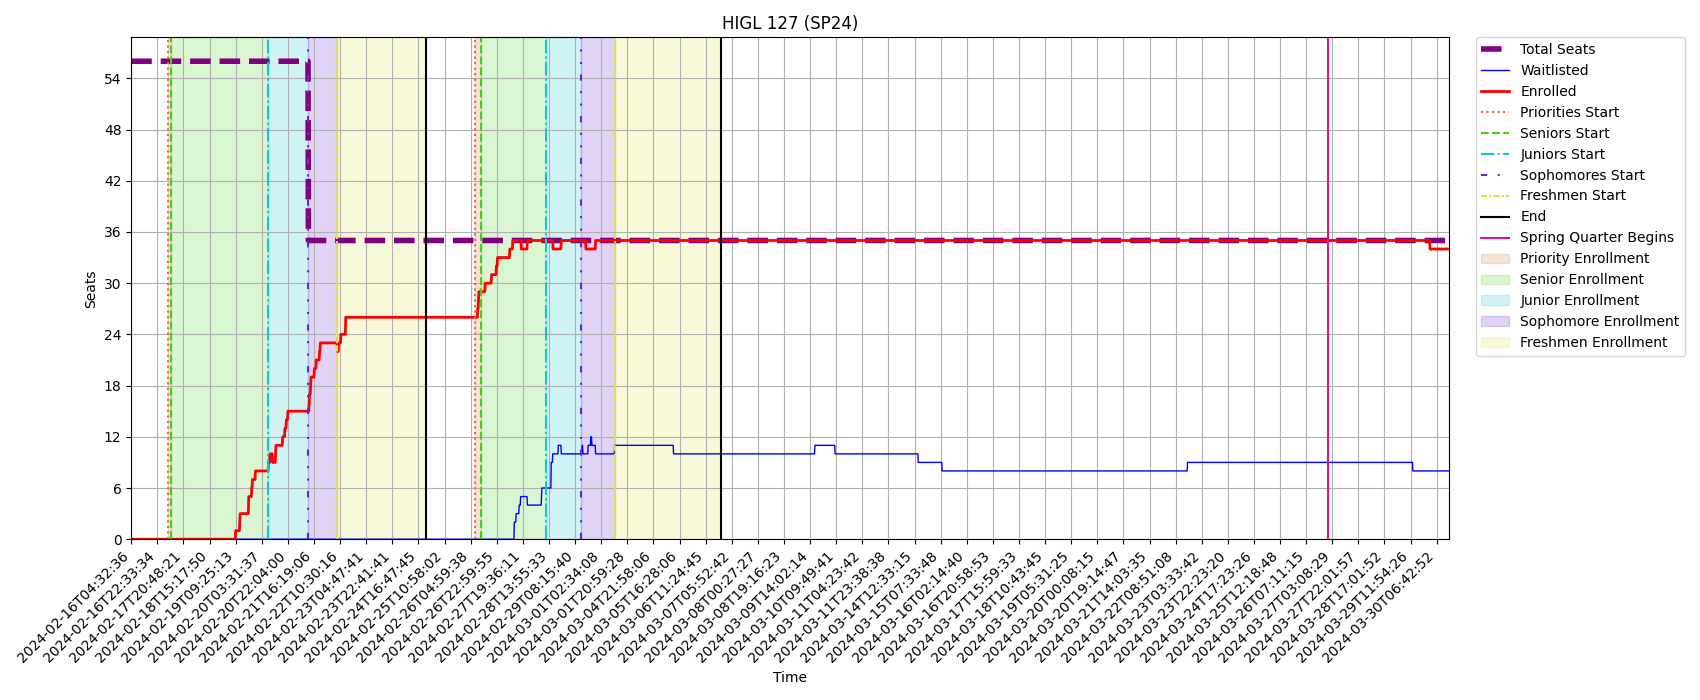 HIGL 127 (SP24)
54
48
42
36
30
24
18
12
6
0
Seats
2024-02-16T04:32:36
2024-02-16T22:33:34
2024-02-17T20:48:21
2024-02-18T15:17:50
2024-02-19T09:25:13
2024-02-20T03:31:37
2024-02-20T22:04:00
2024-02-21T16:19:06
2024-02-22T10:30:16
2024-02-23T04:47:41
2024-02-23T22:41:41
2024-02-24T16:47:45
2024-02-25T10:58:02
2024-02-26T04:59:38
2024-02-26T22:59:55
2024-02-27T19:36:11
2024-02-28T13:55:33
2024-02-29T08:15:40
2024-03-01T02:34:08
2024-03-01T20:59:28
2024-03-04T21:58:06
2024-03-05T16:28:06
2024-03-06T11:24:45
2024-03-07T05:52:42
2024-03-08T00:27:27
2024-03-08T19:16:23
2024-03-09T14:02:14
2024-03-10T09:49:41
2024-03-11T04:23:42
2024-03-11T23:38:38
2024-03-14T12:33:15
2024-03-15T07:33:48
2024-03-16T02:14:40
2024-03-16T20:58:53
2024-03-17T15:59:33
2024-03-18T10:43:45
2024-03-19T05:31:25
2024-03-20T00:08:15
2024-03-20T19:14:47
2024-03-21T14:03:35
2024-03-22T08:51:08
2024-03-23T03:33:42
2024-03-23T22:23:20
2024-03-24T17:23:26
2024-03-25T12:18:48
2024-03-26T07:11:15
2024-03-27T03:08:29
2024-03-27T22:01:57
2024-03-28T17:01:52
2024-03-29T11:54:26
2024-03-30T06:42:52
Time
Total Seats
Waitlisted
Enrolled
Priorities Start
Seniors Start
Juniors Start
Sophomores Start
Freshmen Start
End
Spring Quarter Begins
Priority Enrollment
Senior Enrollment
Junior Enrollment
Sophomore Enrollment
Freshmen Enrollment